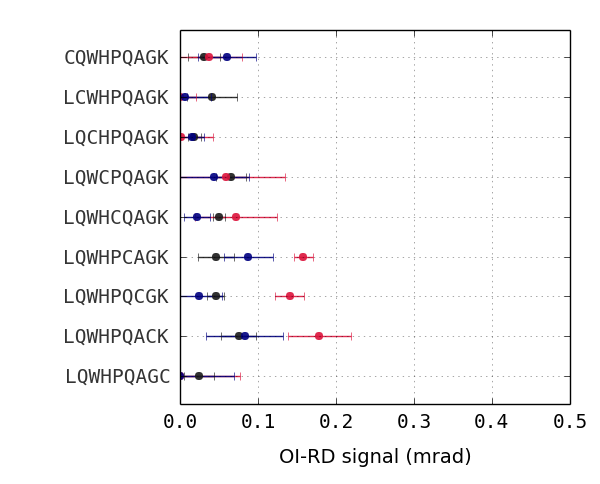 CQWHPQAGK
LCWHPQAGK
LQCHPQAGK
LQWCPQAGK
LQWHCQAGK
LQWHPCAGK
LQWHPQCGK
LQWHPQACK
LQWHPQAGC
0.0 0.1 0.2 0.3 0.4 0.5
OI-RD signal (mrad)